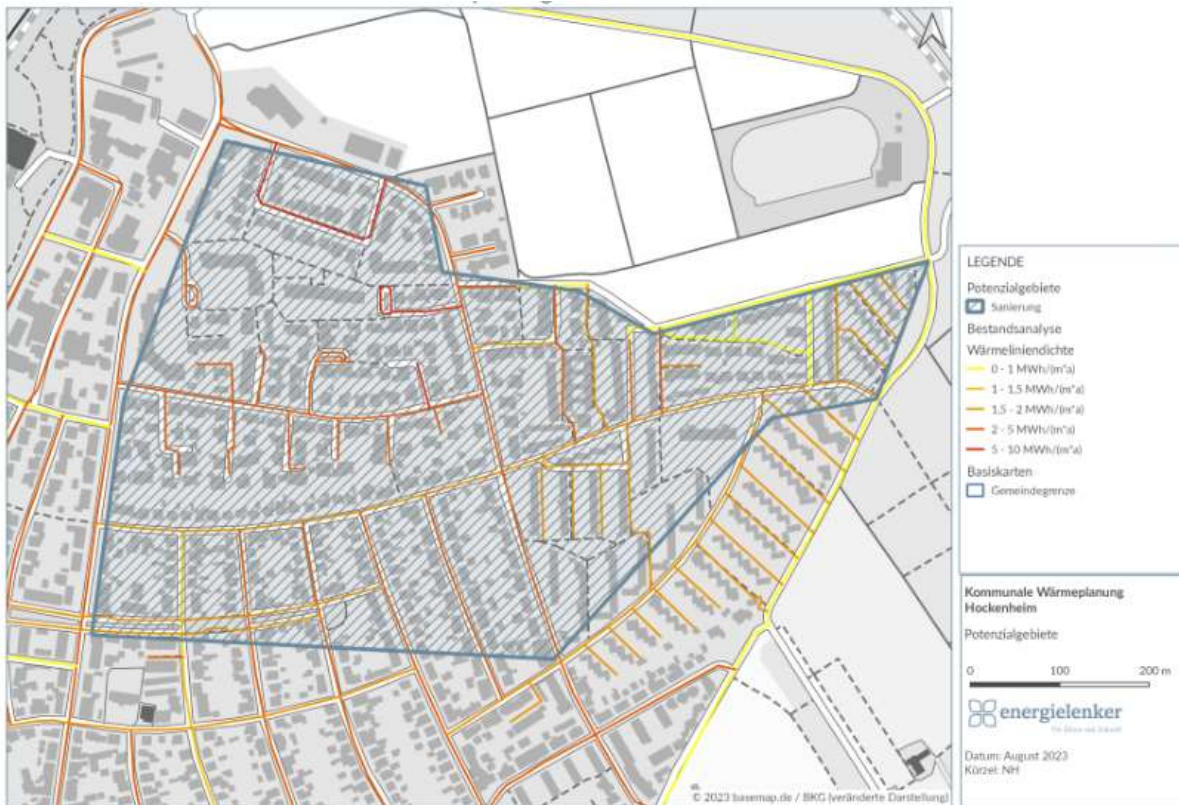 LEGENDE
Potenzialgebiete
Sanierung
Bestandsanalyse
Wärmeliniendichte
0 - 1 MWh/(m*a)
1 - 1,5 MWh/(m*a)
1,5 - 2 MWh/(m*a)
2 - 5 MWh/(m*a)
5 - 10 MWh/(m*a)
Basiskarten
Gemeindegrenze
Kommunale Wärmeplanung
Hockenheim
Potenzialgebiete
0 100 200 m
energielenker
Datum: August 2023
Kürzel: NH
© 2023 basemap.de / BKG (veränderte Darstellung)